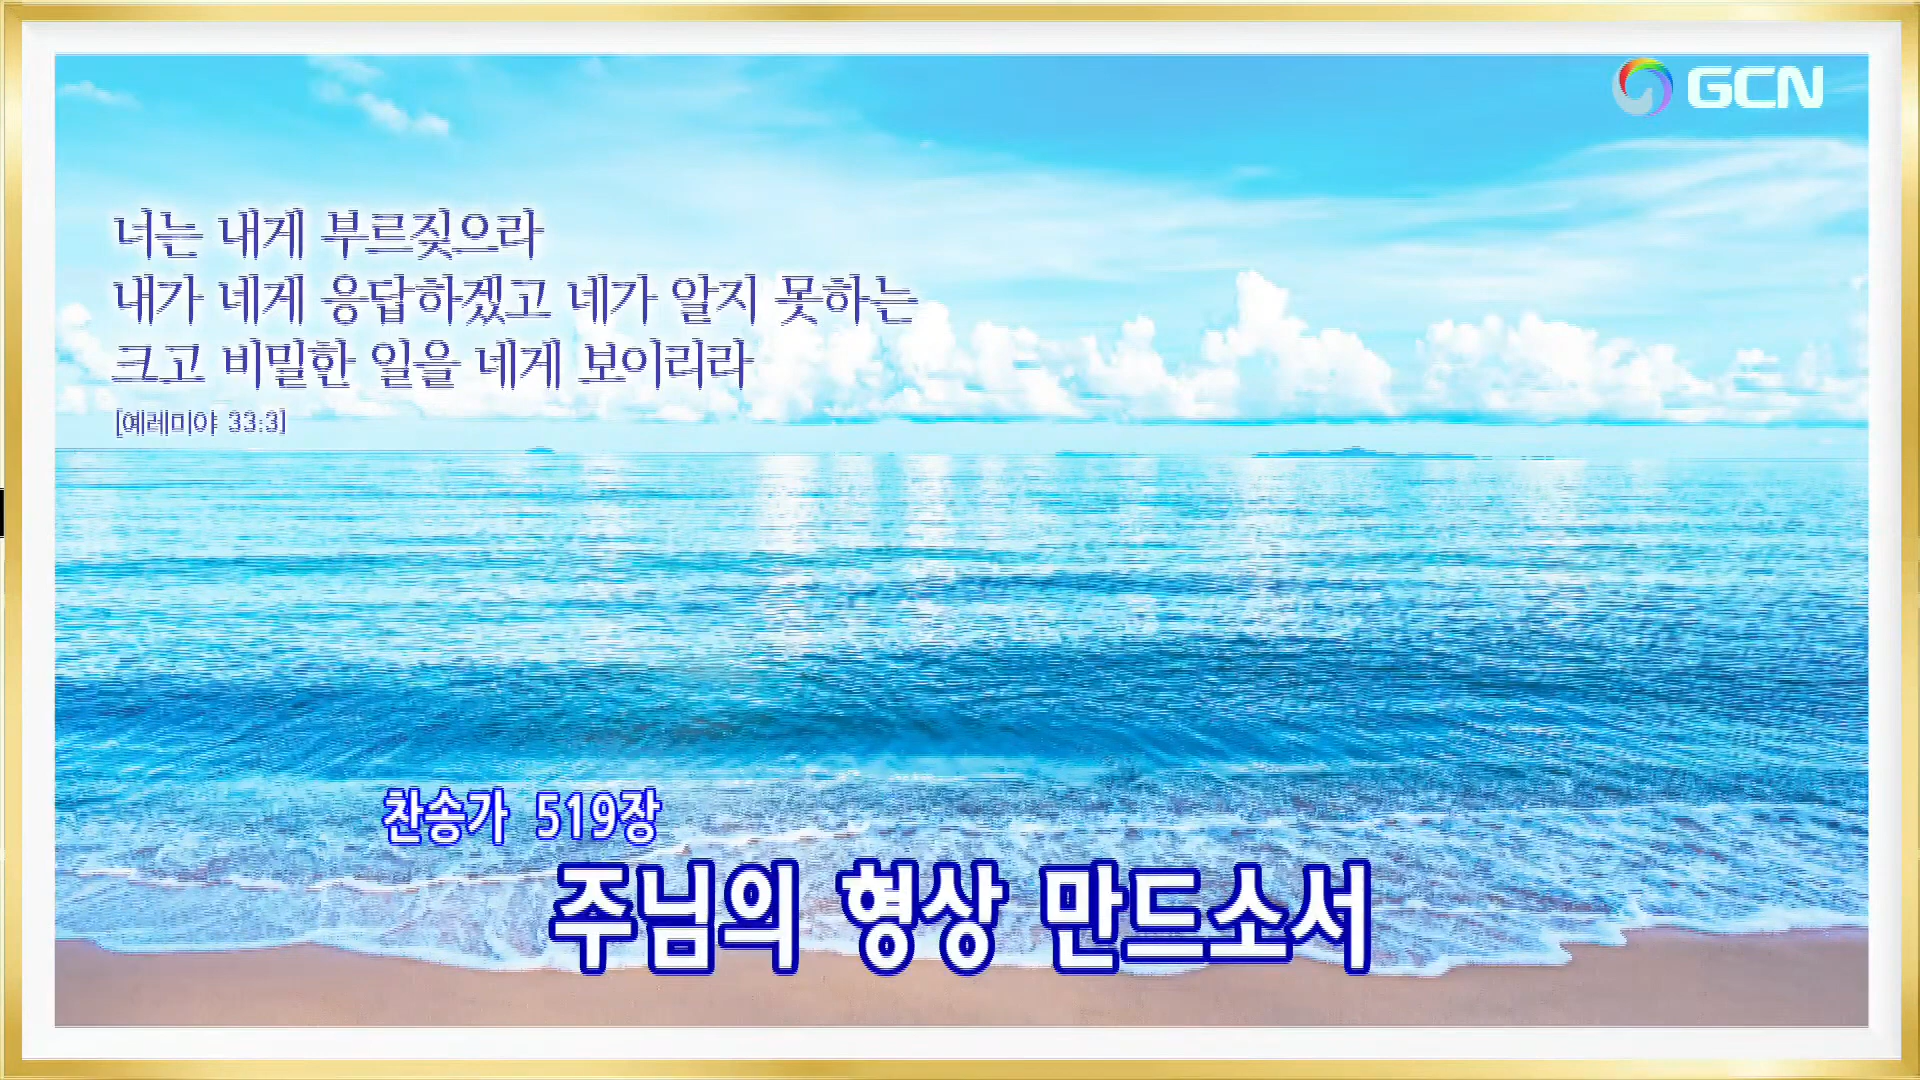 GCN
너는 내게 부르짖으라
내가 네게 응답하겠고 네가 알지 못하는
크고 비밀한 일을 네게 보이리라
[예레미야 33:3]
찬송가 519장
주님의 형상 만드소서